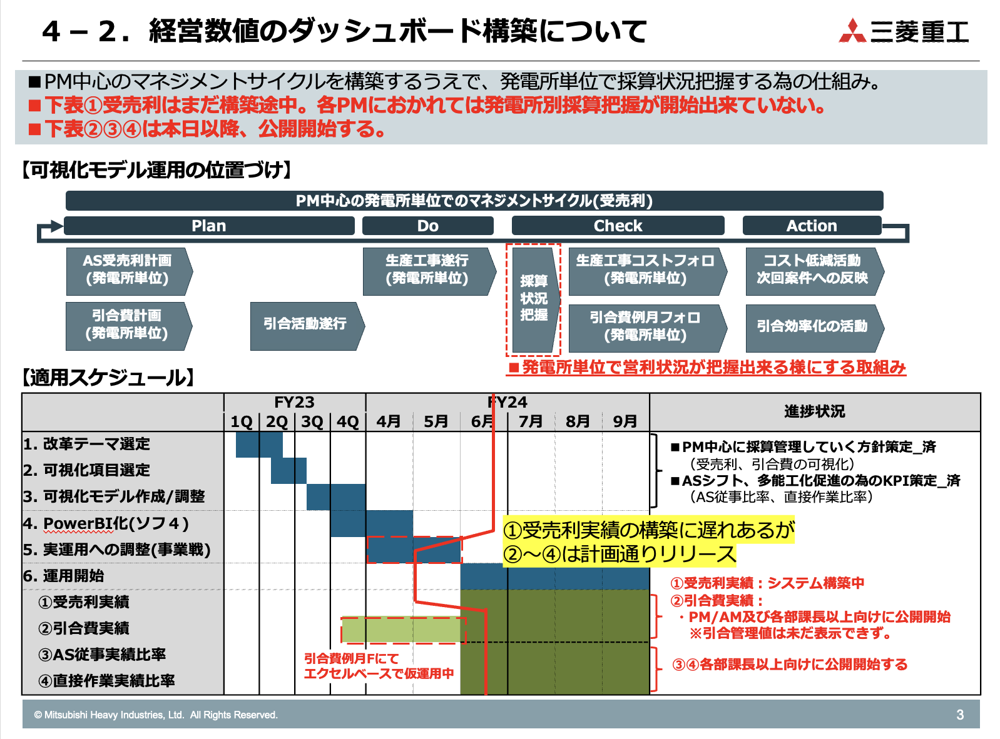 ４－２．経営数値のダッシュボード構築について
三菱重工
■PM中心のマネジメントサイクルを構築するうえで、発電所単位で採算状況把握する為の仕組み。
■下表①受売利はまだ構築途中。各PMにおかれては発電所別採算把握が開始出来ていない。
■下表②③④は本日以降、公開開始する。
【可視化モデル運用の位置づけ】
PM中心の発電所単位でのマネジメントサイクル(受売利)
Plan
Do
Check
Action
AS受売利計画
(発電所単位)
生産工事遂行
(発電所単位)
採算
状況
把握
生産工事コストフォロ
(発電所単位)
コスト低減活動
次回案件への反映
引合費計画
(発電所単位)
引合活動遂行
引合費例月フォロ
(発電所単位)
引合効率化の活動
■発電所単位で営利状況が把握出来る様にする取組み
【適用スケジュール】
FY23
FY24
進捗状況
1Q 2Q 3Q 4Q 4月 5月 6月 7月 8月 9月
1. 改革テーマ選定
2. 可視化項目選定
3. 可視化モデル作成/調整
4. PowerBI化(ソフ４)
5. 実運用への調整(事業戦)
6. 運用開始
①受売利実績
②引合費実績
③AS従事実績比率
④直接作業実績比率
引合費例月Fにて
エクセルベースで仮運用中
■PM中心に採算管理していく方針策定_済
（受売利、引合費の可視化）
■ASシフト、多能工化促進の為のKPI策定_済
（AS従事比率、直接作業比率）
①受売利実績の構築に遅れあるが
②～④は計画通りリリース
①受売利実績：システム構築中
②引合費実績：
・PM/AM及び各部課長以上向けに公開開始
※引合管理値は未だ表示できず。
③④各部課長以上向けに公開開始する
© Mitsubishi Heavy Industries, Ltd. All Rights Reserved.
3